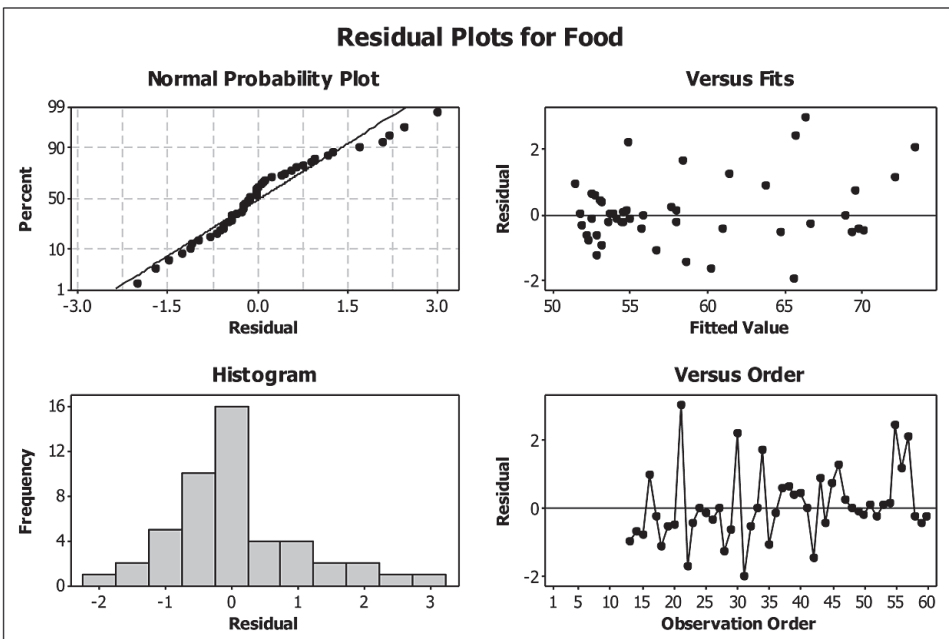 Residual Plots for Food
Normal Probability Plot
Percent
99
90
50
10
1
-3.0 -1.5 0.0 1.5 3.0
Residual
Versus Fits
Residual
2
0
-2
50 55 60 65 70
Fitted Value
Histogram
Frequency
16
12
8
4
0
-2 -1 0 1 2 3
Residual
Versus Order
Residual
2
0
-2
1 5 10 15 20 25 30 35 40 45 50 55 60
Observation Order